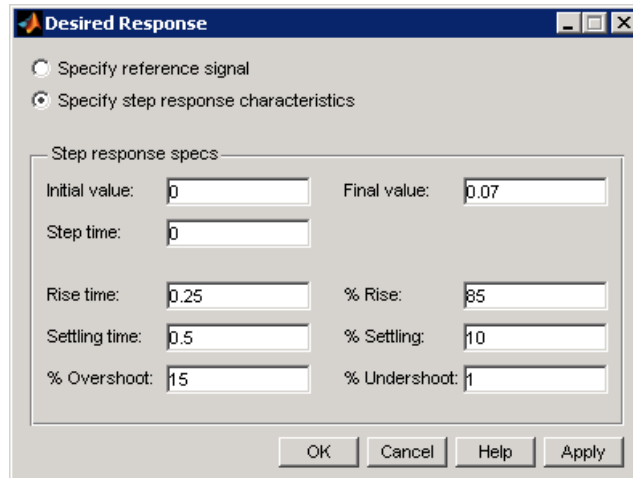 Desired Response
Specify reference signal
Specify step response characteristics
Step response specs
Initial value: 0 Final value: 0.07
Step time: 0
Rise time: 0.25 % Rise: 85
Settling time: 0.5 % Settling: 10
% Overshoot: 15 % Undershoot: 1
OK Cancel Help Apply